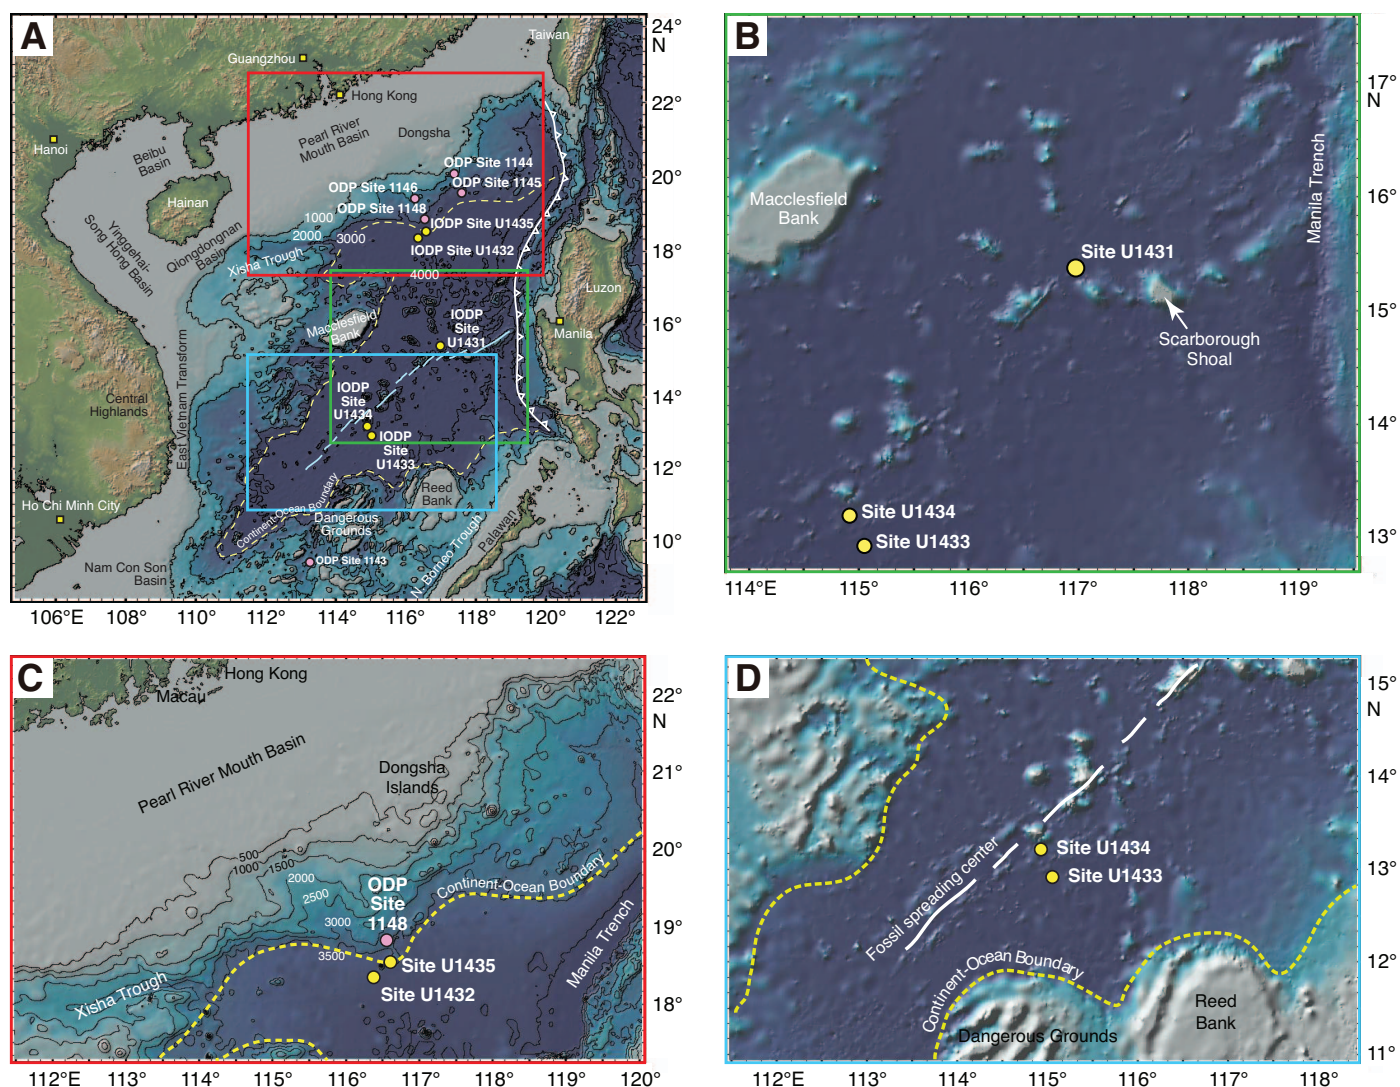 A
Taiwan
24°
N
Guangzhou
Hong Kong
22°
Hanoi
Beibu
Basin
Pearl River
Mouth Basin
Dongsha
ODP Site 1144
20°
ODP Site 1145
ODP Site 1146
Hainan
ODP Site 1148
1000
IODP Site U1435
2000
3000
IODP Site U1432
18°
Yinggehai-
Song Hong Basin
Qiongdongnan
Basin
Xisha Trough
4000
Luzon
Macclesfield
Bank
IODP
Site
U1431
16°
Manila
East Vietnam Transform
Central
Highlands
IODP
Site
U1434
14°
IODP
Site
U1433
12°
Ho Chi Minh City
Continent-Ocean Boundary
Reed
Bank
Dangerous
Grounds
10°
Nam Con Son
Basin
ODP Site 1143
N. Borneo Trough
Palawan
106°E
108°
110°
112°
114°
116°
118°
120°
122°
B
17°
N
Macclesfield
Bank
16°
Manila Trench
Site U1431
15°
Scarborough
Shoal
14°
Site U1434
Site U1433
13°
114°E
115°
116°
117°
118°
119°
C
Hong Kong
Macau
22°
N
Pearl River Mouth Basin
Dongsha
Islands
21°
500
1000
1500
20°
2000
2500
ODP
Site
1148
Continent-Ocean Boundary
3000
19°
3500
Site U1435
Manila Trench
Xisha Trough
Site U1432
18°
112°E
113°
114°
115°
116°
117°
118°
119°
120°
D
15°
N
14°
Site U1434
Fossil spreading center
Site U1433
13°
12°
Continent-Ocean Boundary
Reed
Bank
Dangerous Grounds
11°
112°E
113°
114°
115°
116°
117°
118°